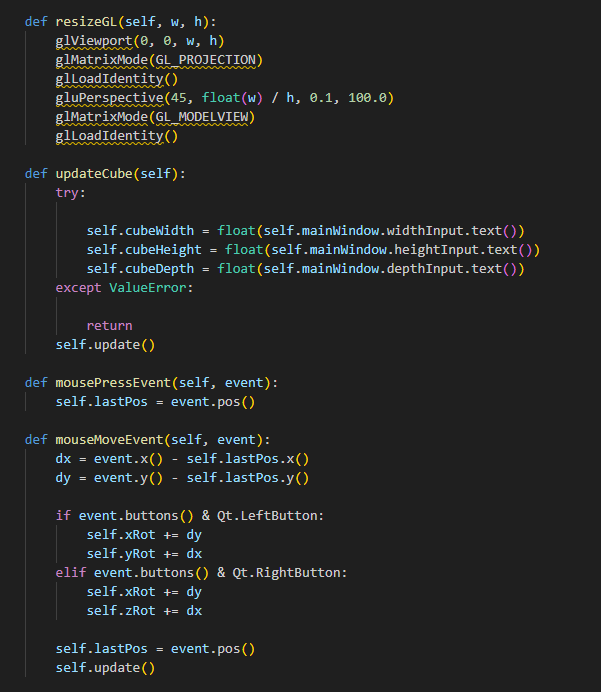 def resizeGL(self, w, h):
    glViewport(0, 0, w, h)
    glMatrixMode(GL_PROJECTION)
    glLoadIdentity()
    gluPerspective(45, float(w) / h, 0.1, 100.0)
    glMatrixMode(GL_MODELVIEW)
    glLoadIdentity()

def updateCube(self):
    try:

        self.cubeWidth = float(self.mainWindow.widthInput.text())
        self.cubeHeight = float(self.mainWindow.heightInput.text())
        self.cubeDepth = float(self.mainWindow.depthInput.text())
    except ValueError:

        return
    self.update()

def mousePressEvent(self, event):
    self.lastPos = event.pos()

def mouseMoveEvent(self, event):
    dx = event.x() - self.lastPos.x()
    dy = event.y() - self.lastPos.y()

    if event.buttons() & Qt.LeftButton:
        self.xRot += dy
        self.yRot += dx
    elif event.buttons() & Qt.RightButton:
        self.xRot += dy
        self.zRot += dx

    self.lastPos = event.pos()
    self.update()